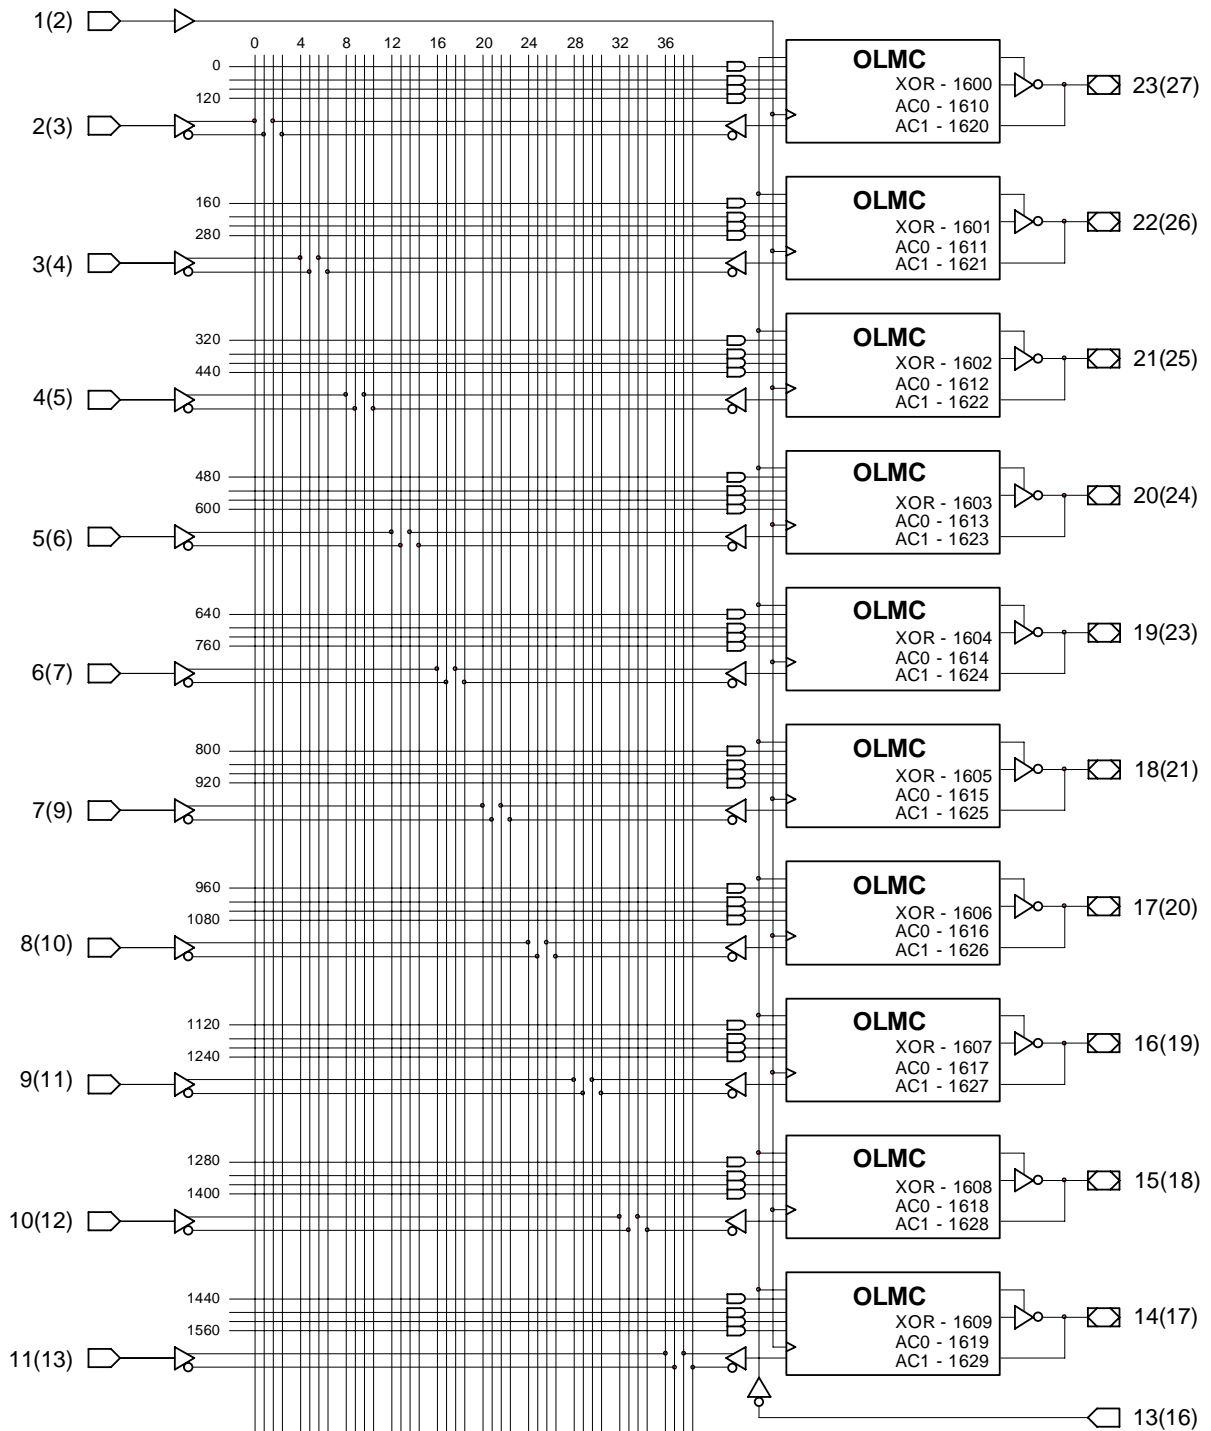 1(2)
0 4 8 12 16 20 24 28 32 36
OLMC
0
XOR - 1600
23(27)
120
AC0 - 1610
2(3)
AC1 - 1620
OLMC
160
XOR - 1601
22(26)
280
AC0 - 1611
3(4)
AC1 - 1621
OLMC
320
XOR - 1602
21(25)
440
AC0 - 1612
4(5)
AC1 - 1622
OLMC
480
XOR - 1603
20(24)
600
AC0 - 1613
5(6)
AC1 - 1623
OLMC
640
XOR - 1604
19(23)
760
AC0 - 1614
6(7)
AC1 - 1624
OLMC
800
XOR - 1605
18(21)
920
AC0 - 1615
7(9)
AC1 - 1625
OLMC
960
XOR - 1606
17(20)
1080
AC0 - 1616
8(10)
AC1 - 1626
OLMC
1120
XOR - 1607
16(19)
1240
AC0 - 1617
9(11)
AC1 - 1627
OLMC
1280
XOR - 1608
15(18)
1400
AC0 - 1618
10(12)
AC1 - 1628
OLMC
1440
XOR - 1609
14(17)
1560
AC0 - 1619
11(13)
AC1 - 1629
13(16)